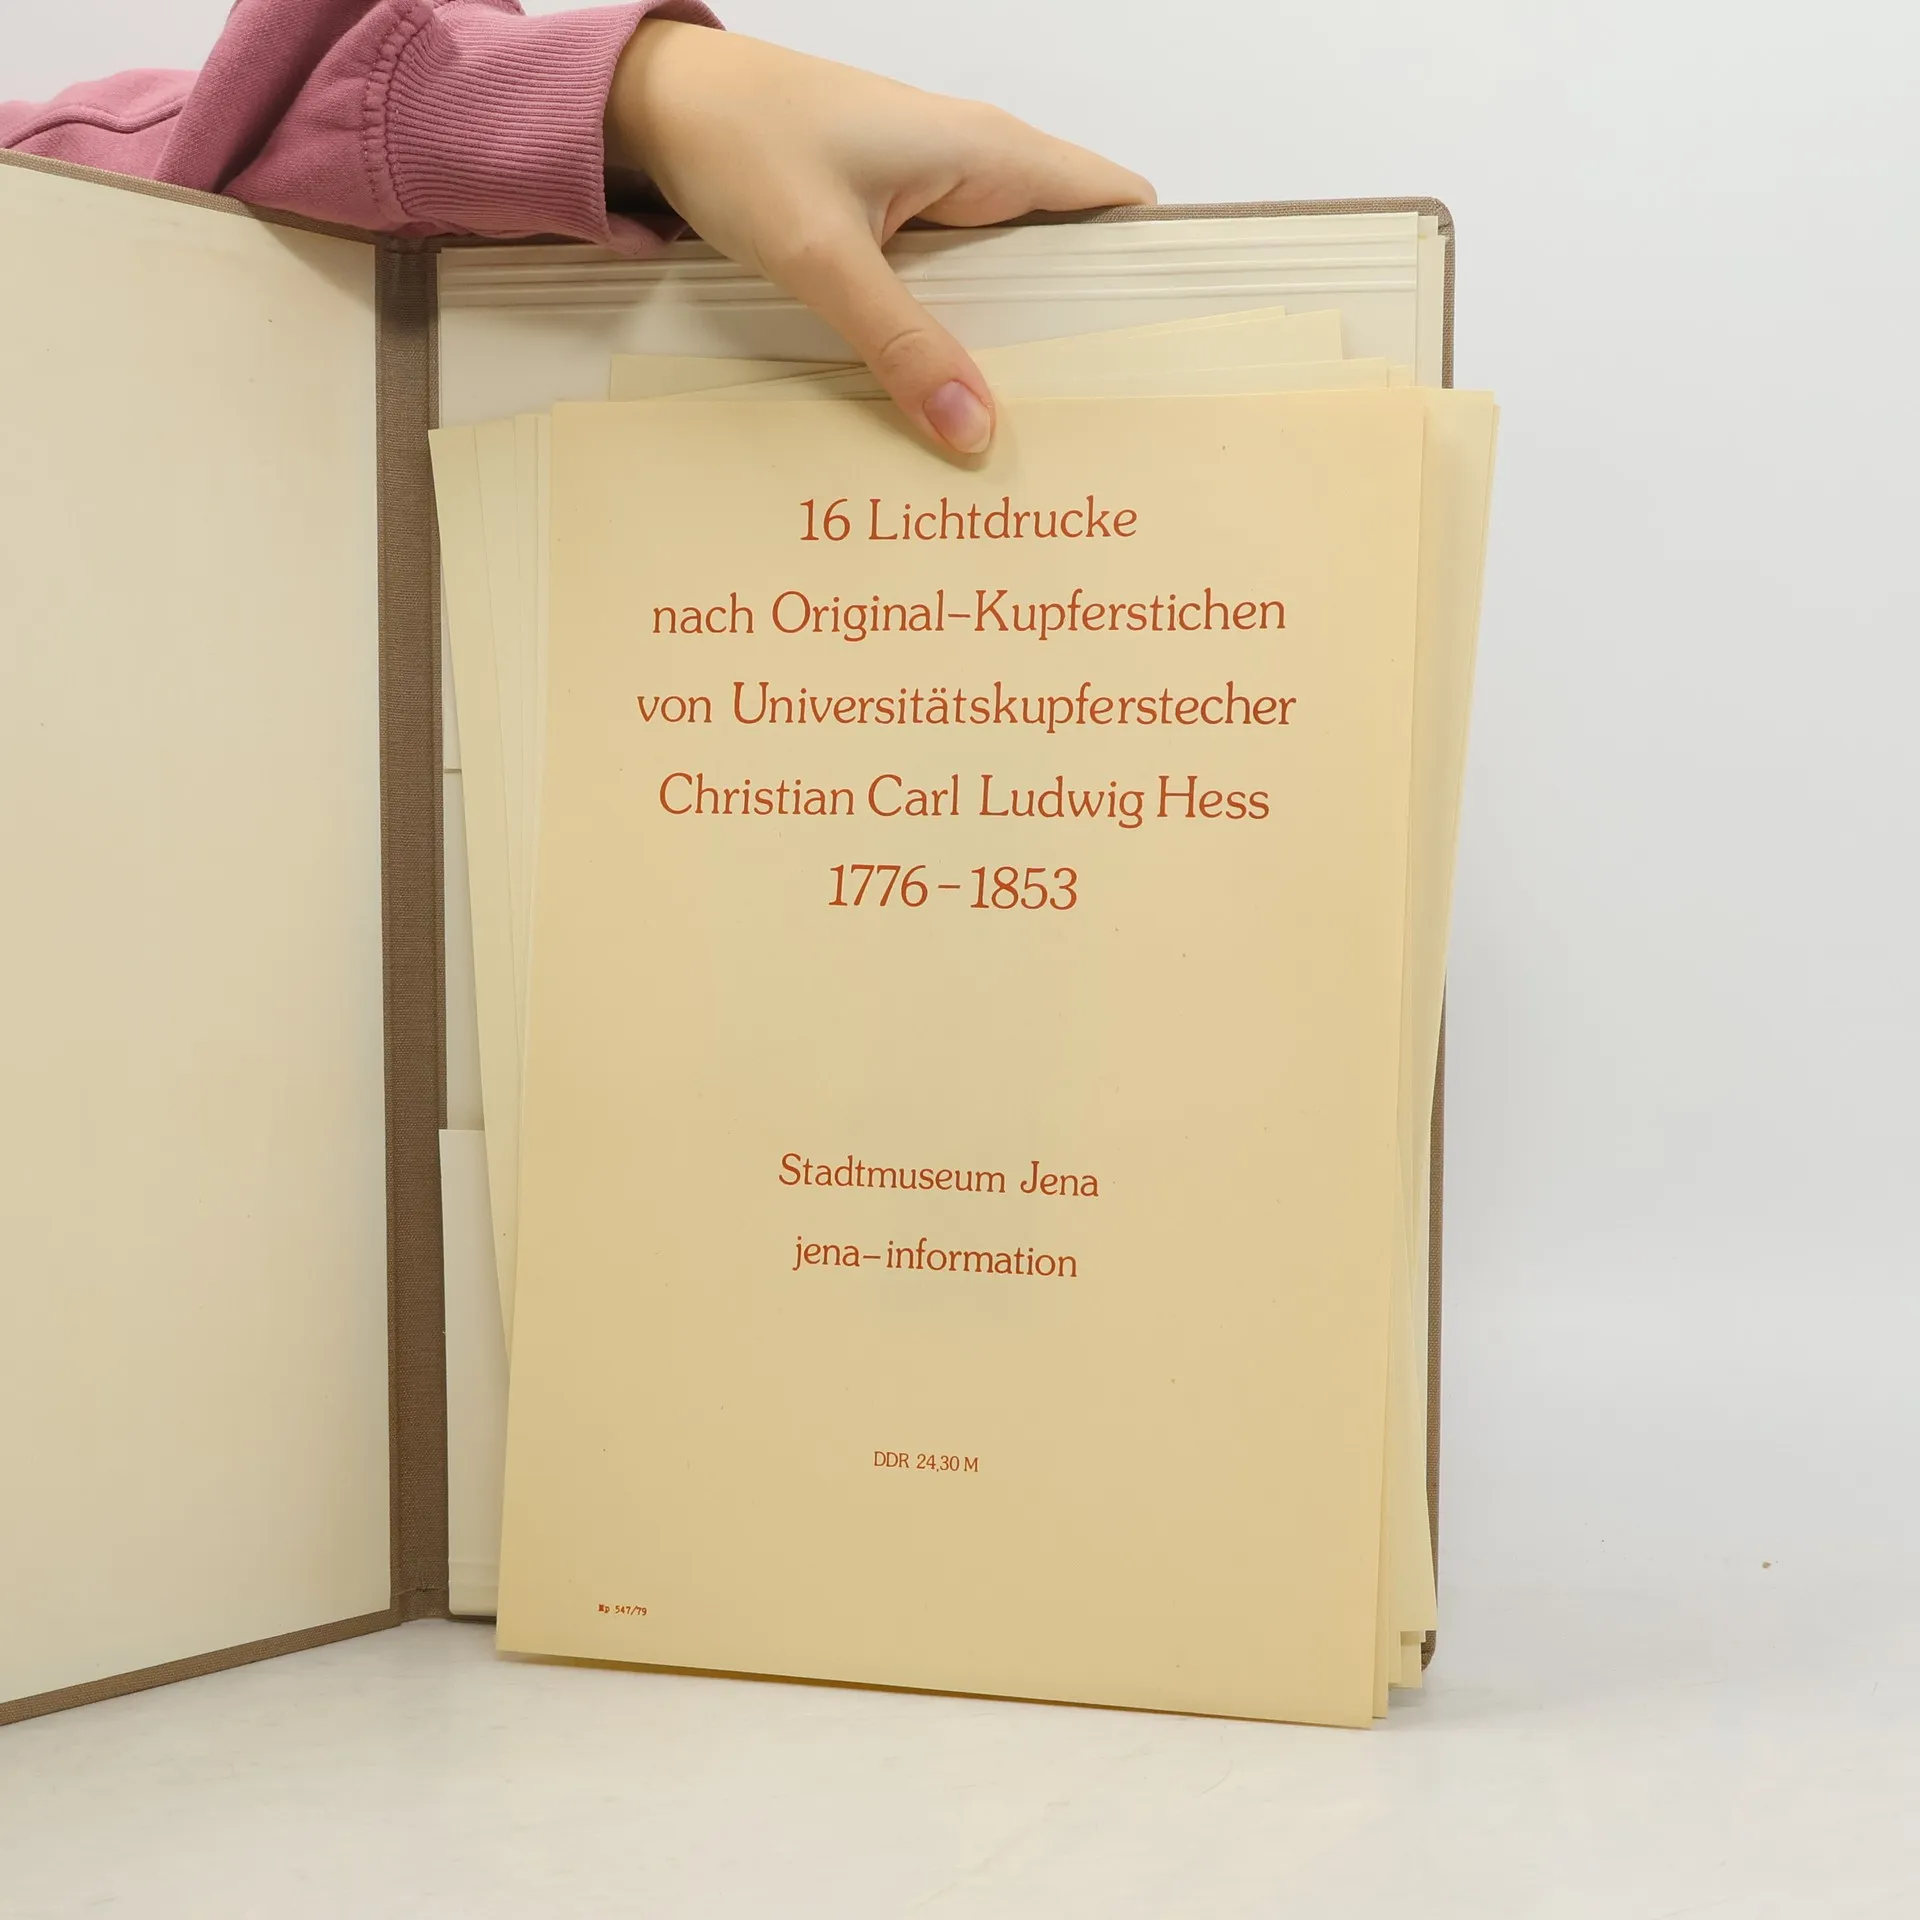 16 Lichtdrucke
nach Original–Kupferstichen
von Universitätskupferstecher
Christian Carl Ludwig Hess
1776–1853
Stadtmuseum Jena
jena–information
DDR 24,30 M
Mp 547/79